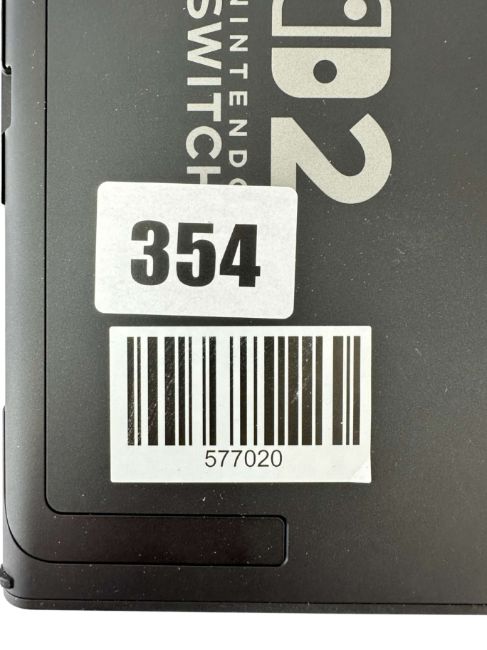 NINTENDO
SWITCH
2
354
577020